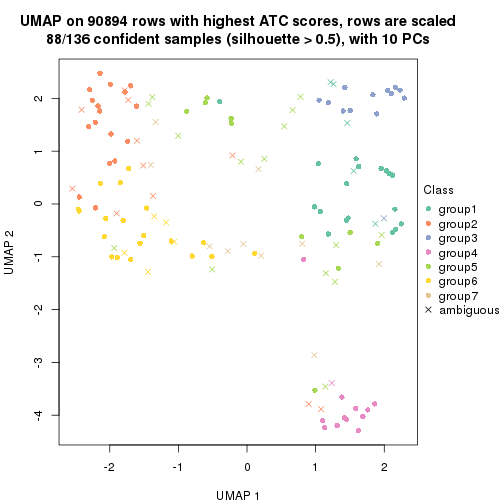 UMAP on 90894 rows with highest ATC scores, rows are scaled
88/136 confident samples (silhouette > 0.5), with 10 PCs
UMAP 2
2
1
0
-1
-2
-3
-4
-2
-1
0
1
2
UMAP 1
Class
group1
group2
group3
group4
group5
group6
group7
ambiguous